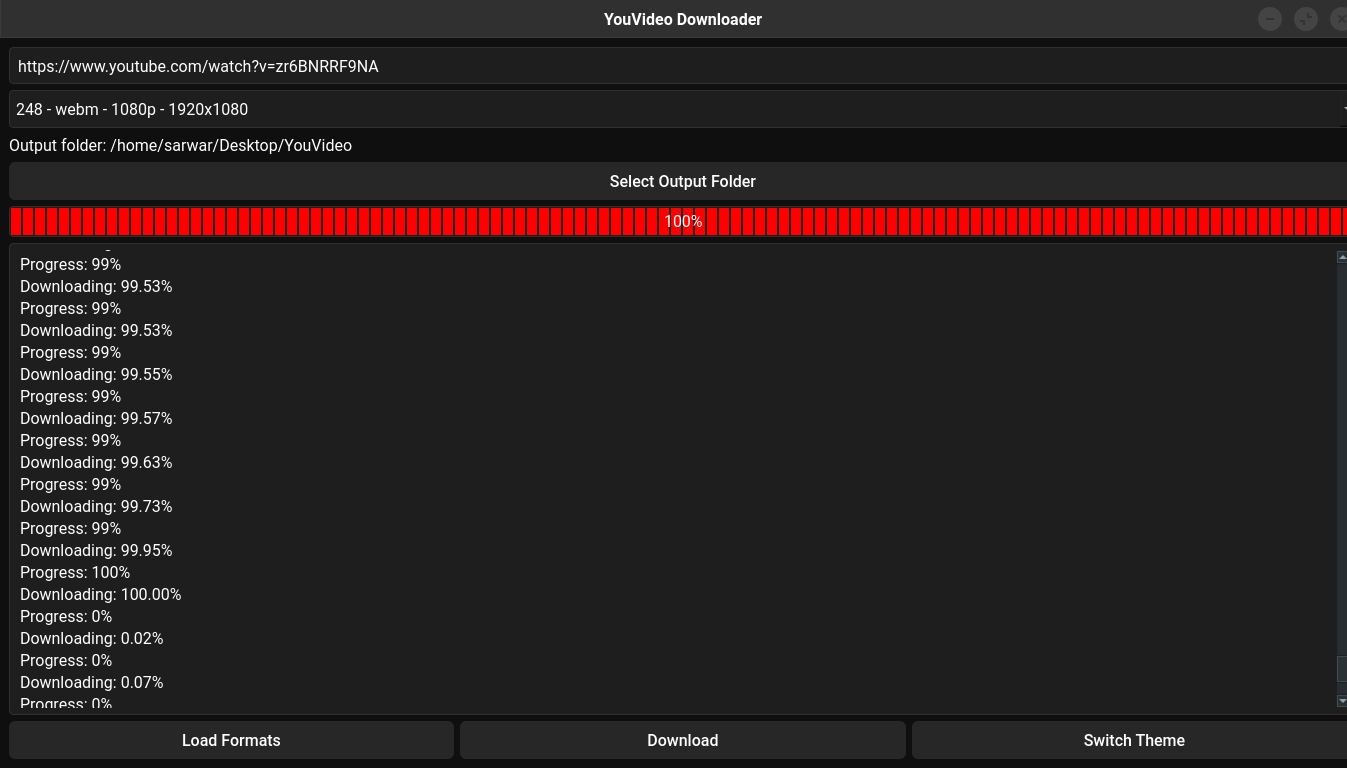 YouVideo Downloader
https://www.youtube.com/watch?v=zr6BNRRF9NA
248 - webm - 1080p - 1920x1080
Output folder: /home/sarwar/Desktop/YouVideo
Select Output Folder
100%
Progress: 99%
Downloading: 99.53%
Progress: 99%
Downloading: 99.53%
Progress: 99%
Downloading: 99.55%
Progress: 99%
Downloading: 99.57%
Progress: 99%
Downloading: 99.63%
Progress: 99%
Downloading: 99.73%
Progress: 99%
Downloading: 99.95%
Progress: 100%
Downloading: 100.00%
Progress: 0%
Downloading: 0.02%
Progress: 0%
Downloading: 0.07%
Progress: 0%
Load Formats
Download
Switch Theme